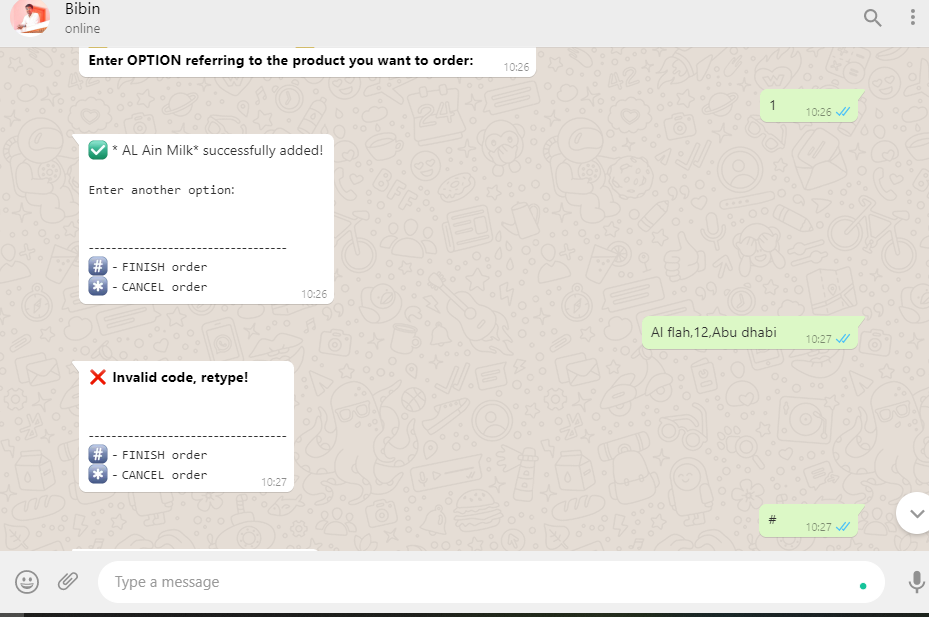 Bibin
online
Enter OPTION referring to the product you want to order:
10:26
1
10:26
* AL Ain Milk* successfully added!
Enter another option:
----------------------------------
# - FINISH order
* - CANCEL order
10:26
Al flah,12,Abu dhabi
10:27
Invalid code, retype!
----------------------------------
# - FINISH order
* - CANCEL order
10:27
#
10:27
Type a message